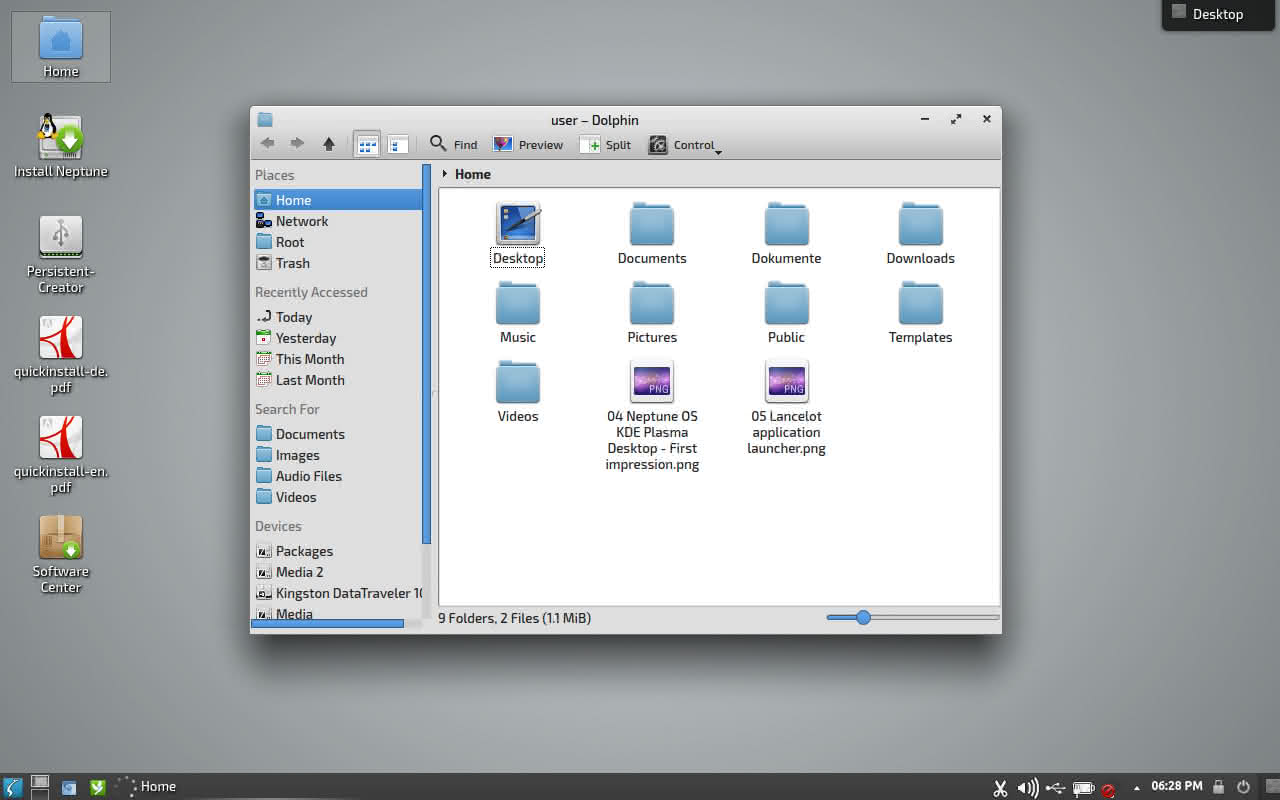 Desktop
Home
Install Neptune
Persistent-
Creator
quickinstall-de.
pdf
quickinstall-en.
pdf
Software
Center
user – Dolphin
Find
Preview
Split
Control
Places
Home
Network
Root
Trash
Recently Accessed
Today
Yesterday
This Month
Last Month
Search For
Documents
Images
Audio Files
Videos
Devices
Packages
Media 2
Kingston DataTraveler 10
Media
Home
Desktop
Documents
Dokumente
Downloads
Music
Pictures
Public
Templates
Videos
PNG
04 Neptune OS
KDE Plasma
Desktop - First
impression.png
PNG
05 Lancelot
application
launcher.png
9 Folders, 2 Files (1.1 MiB)
Home
06:28 PM